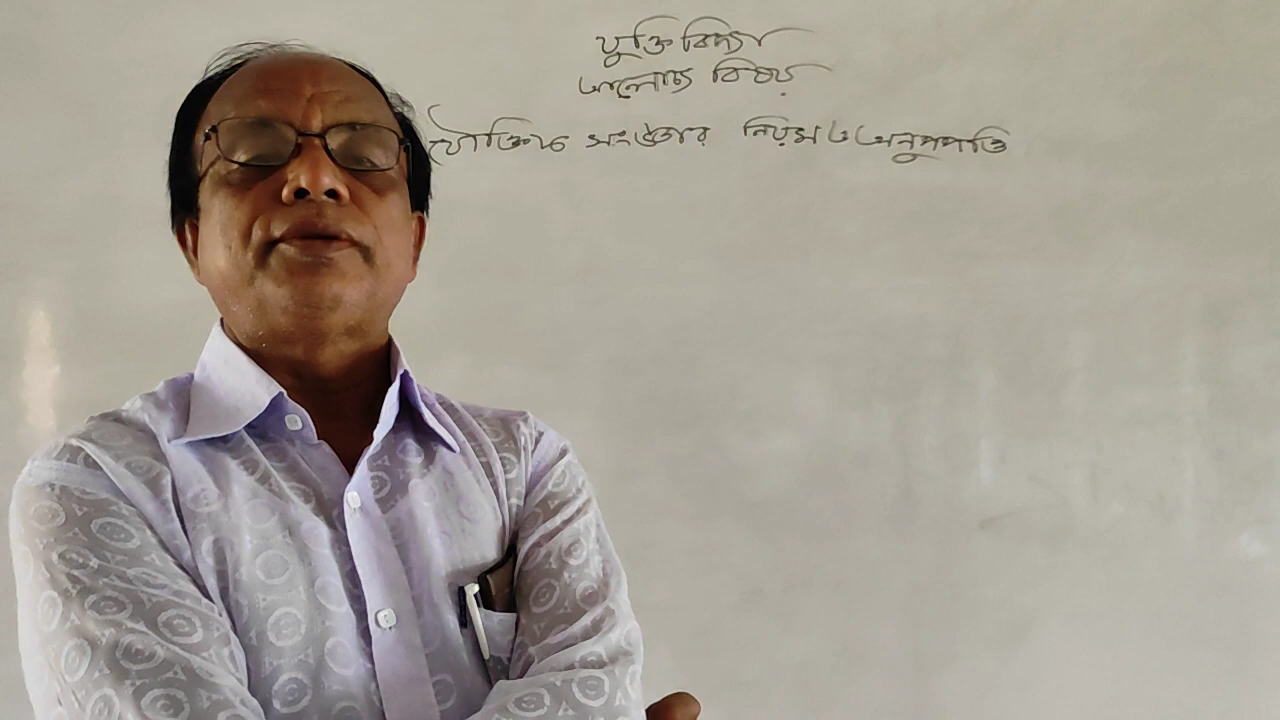 যুক্তি বিদ্যা
আলোচ্য বিষয়
যৌক্তিক সংজ্ঞার নিয়ম ও অনুপপত্তি